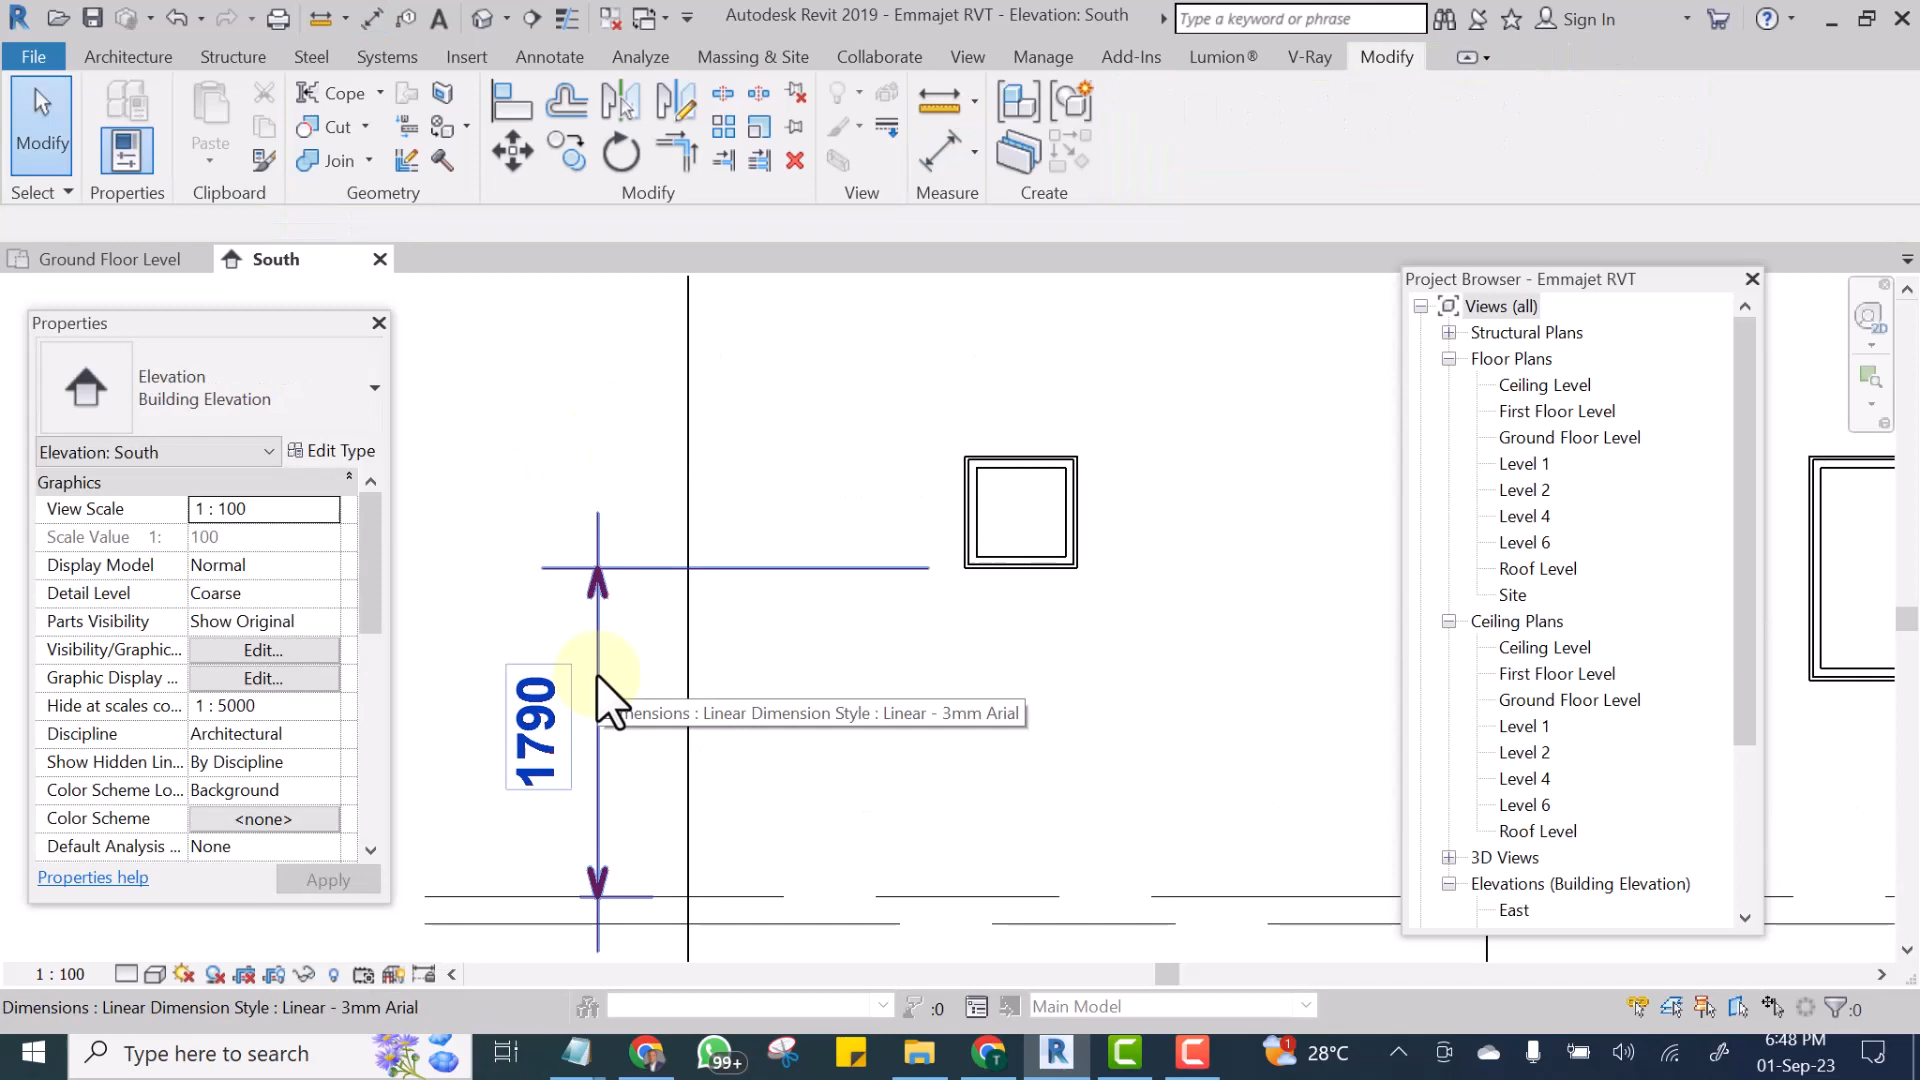 Autodesk Revit 2019 - Emmajet RVT - Elevation: South
Type a keyword or phrase
Sign In
File Architecture Structure Steel Systems Insert Annotate Analyze Massing & Site Collaborate View Manage Add-Ins Lumion® V-Ray Modify
Modify
Paste
Cope
Cut
Join
Select Properties Clipboard Geometry Modify View Measure Create
Ground Floor Level
South
Properties
Elevation
Building Elevation
Elevation: South
Edit Type
Graphics
View Scale 1 : 100
Scale Value 1: 100
Display Model Normal
Detail Level Coarse
Parts Visibility Show Original
Visibility/Graphic... Edit...
Graphic Display ... Edit...
Hide at scales co... 1 : 5000
Discipline Architectural
Show Hidden Lin... By Discipline
Color Scheme Lo... Background
Color Scheme <none>
Default Analysis ... None
Properties help
Apply
1790
mensions : Linear Dimension Style : Linear - 3mm Arial
Project Browser - Emmajet RVT
Views (all)
Structural Plans
Floor Plans
Ceiling Level
First Floor Level
Ground Floor Level
Level 1
Level 2
Level 4
Level 6
Roof Level
Site
Ceiling Plans
Ceiling Level
First Floor Level
Ground Floor Level
Level 1
Level 2
Level 4
Level 6
Roof Level
3D Views
Elevations (Building Elevation)
East
2D
1 : 100
Dimensions : Linear Dimension Style : Linear - 3mm Arial
:0
Main Model
:0
Type here to search
99+
28°C
6:48 PM
01-Sep-23